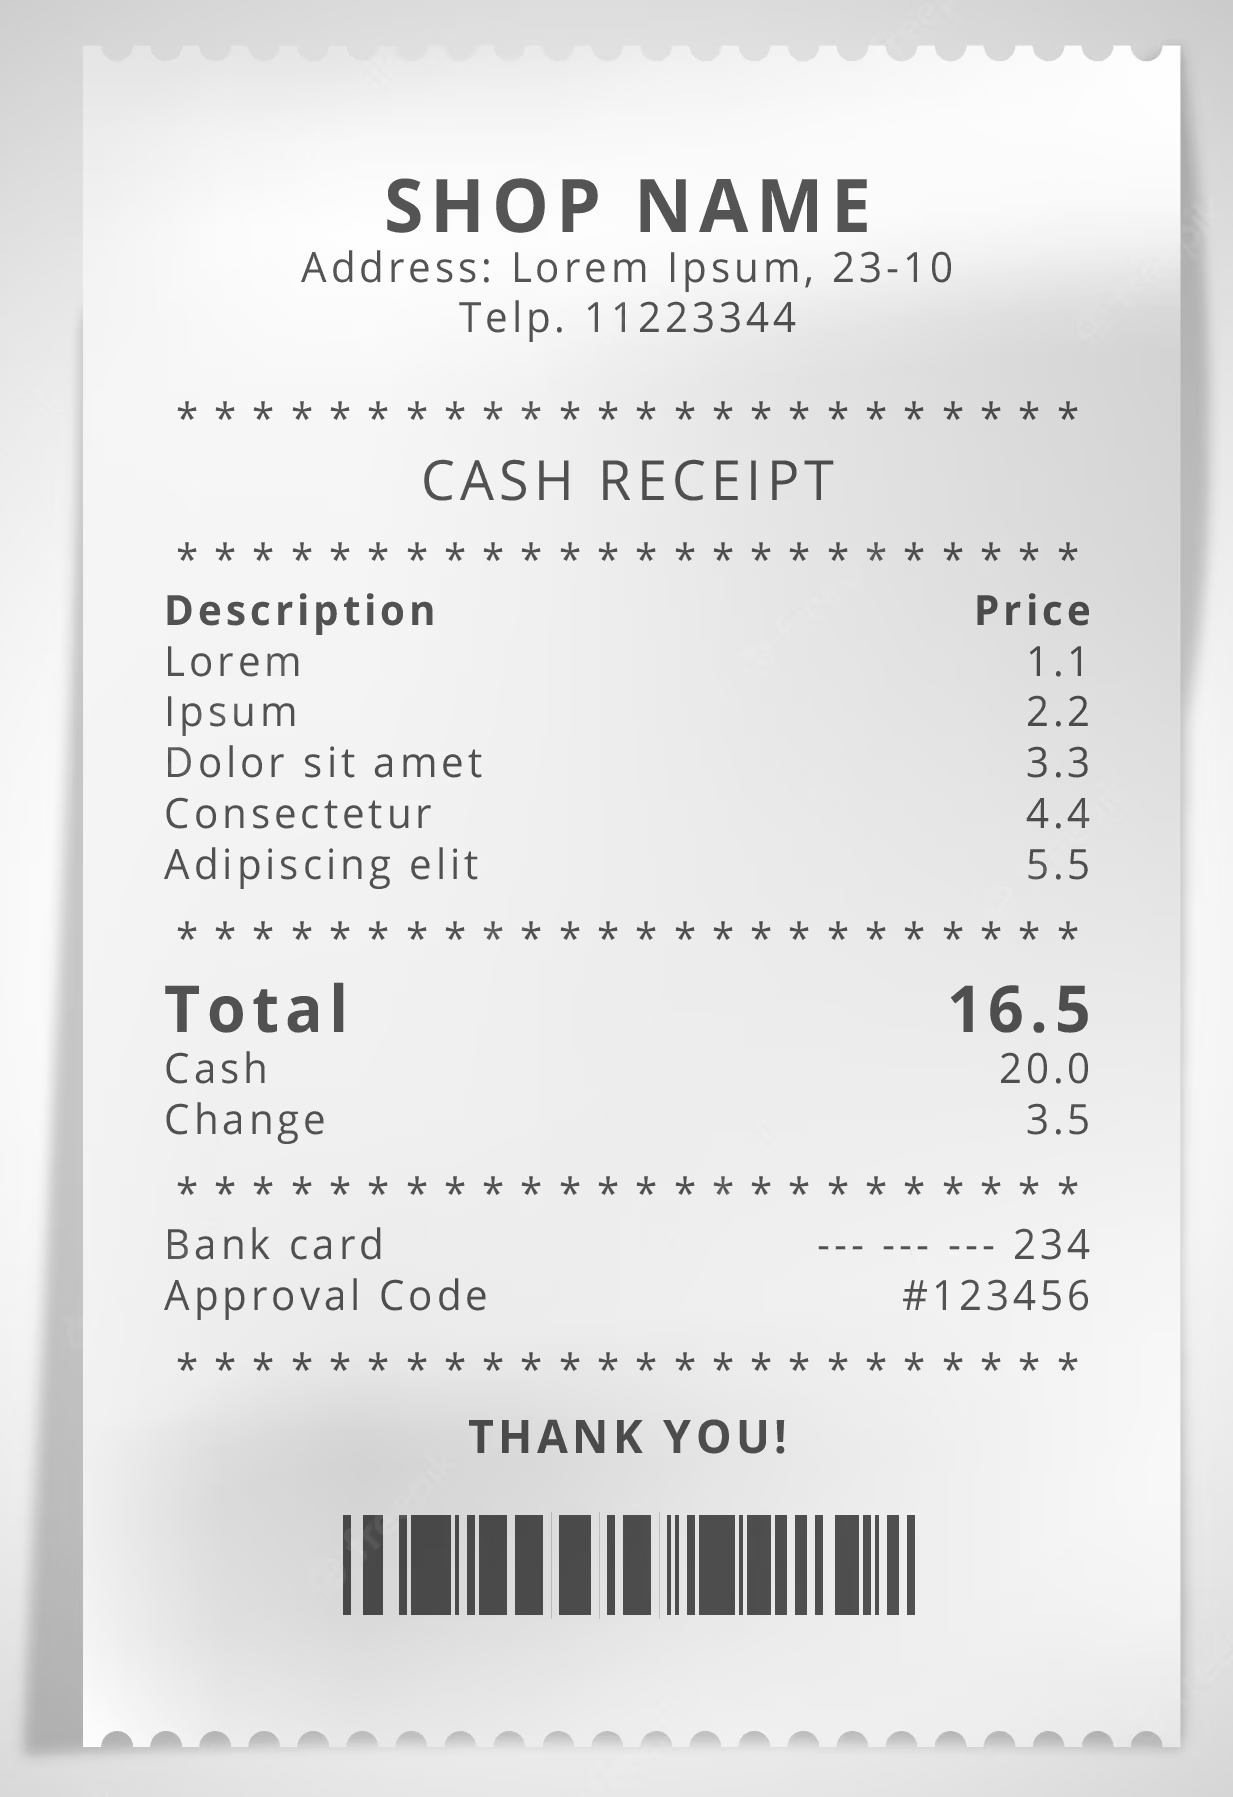 SHOP NAME
Address: Lorem Ipsum, 23-10
Telp. 11223344
* * * * * * * * * * * * * * * * * * * * * * * *
CASH RECEIPT
* * * * * * * * * * * * * * * * * * * * * * * *
Description Price
Lorem 1.1
Ipsum 2.2
Dolor sit amet 3.3
Consectetur 4.4
Adipiscing elit 5.5
* * * * * * * * * * * * * * * * * * * * * * * *
Total 16.5
Cash 20.0
Change 3.5
* * * * * * * * * * * * * * * * * * * * * * * *
Bank card --- --- --- 234
Approval Code #123456
* * * * * * * * * * * * * * * * * * * * * * * *
THANK YOU!